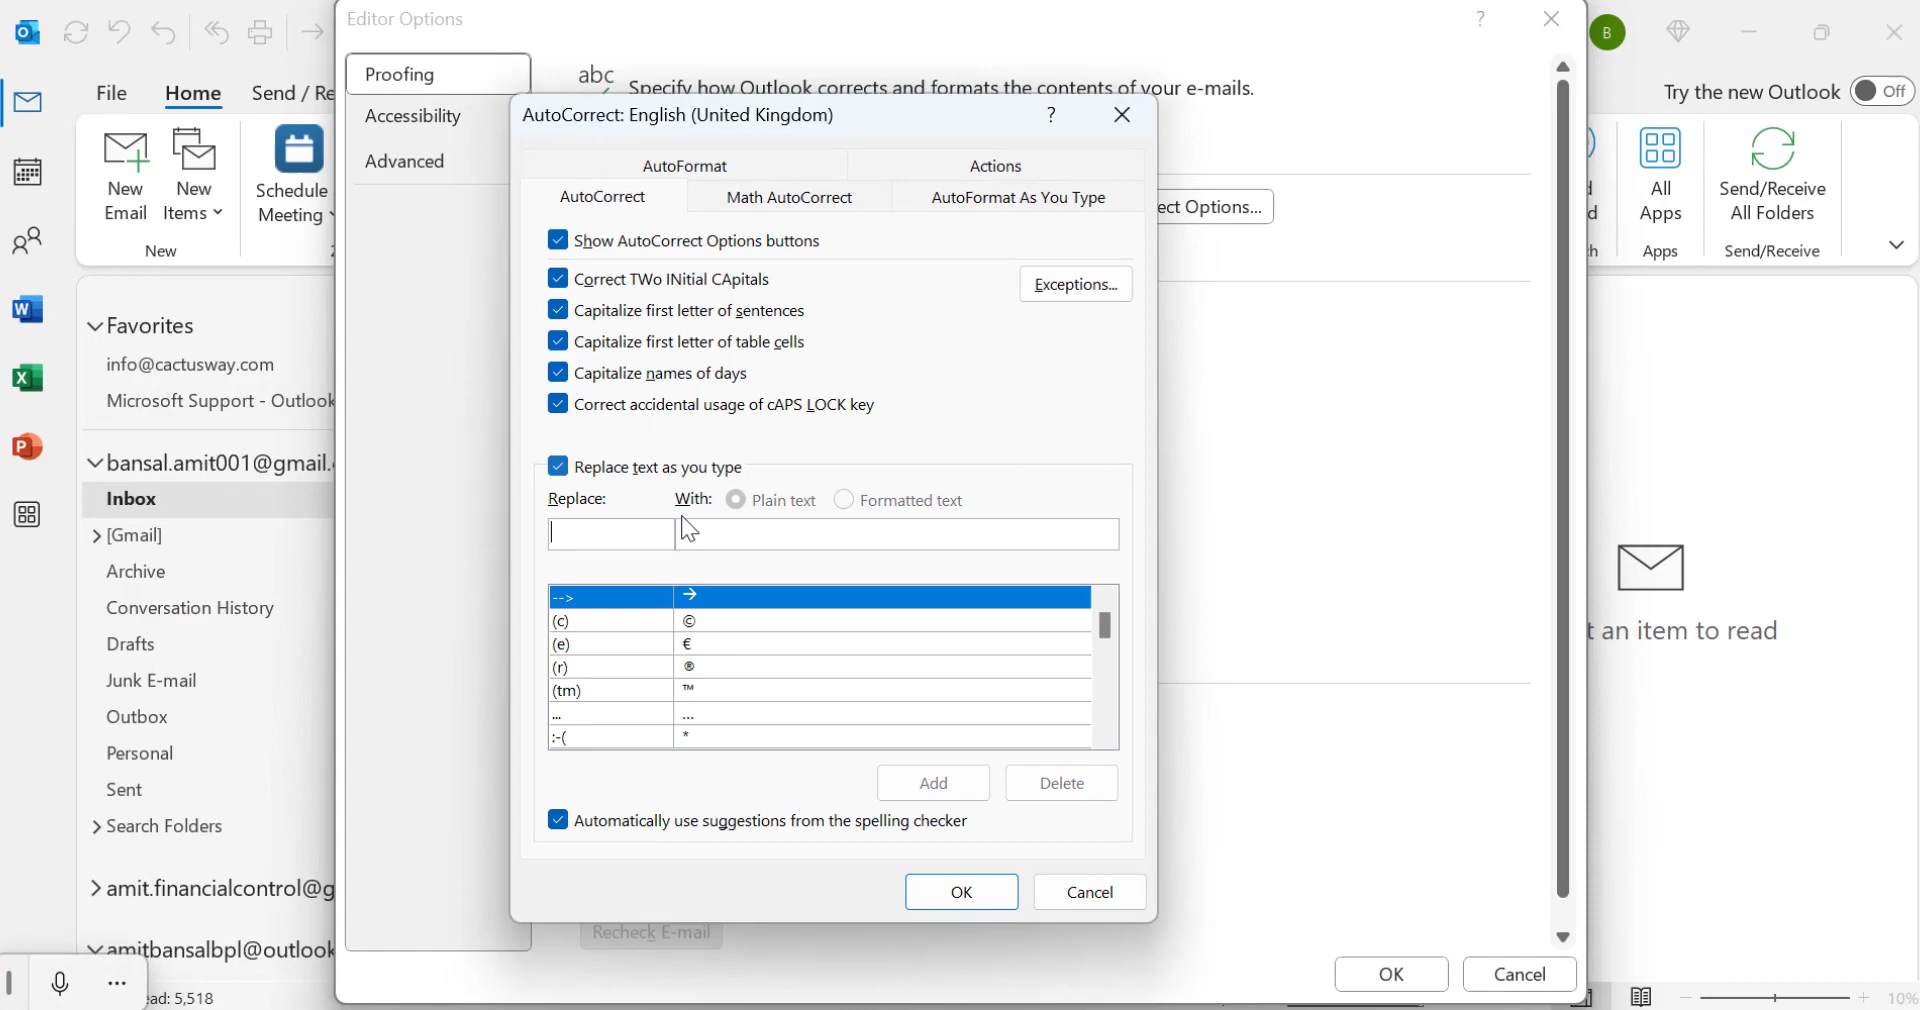 Editor Options
?
B
File
Home
Send / Re
Try the new Outlook
Off
New
Email
New
Items
Schedule
Meeting
New
All
Apps
Apps
Send/Receive
All Folders
Send/Receive
Favorites
info@cactusway.com
Microsoft Support - Outlook
bansal.amit001@gmail.
Inbox
[Gmail]
Archive
Conversation History
Drafts
Junk E-mail
Outbox
Personal
Sent
Search Folders
amit.financialcontrol@g
amitbansalbpl@outlook
ead: 5,518
Proofing
Accessibility
Advanced
abc
Specify how Outlook corrects and formats the contents of your e-mails.
ect Options...
AutoCorrect: English (United Kingdom)
?
AutoFormat
Actions
AutoCorrect
Math AutoCorrect
AutoFormat As You Type
Show AutoCorrect Options buttons
Correct TWo INitial CApitals
Exceptions...
Capitalize first letter of sentences
Capitalize first letter of table cells
Capitalize names of days
Correct accidental usage of cAPS LOCK key
Replace text as you type
Replace:
With:
Plain text
Formatted text
--> →
(c) ©
(e) €
(r) ®
(tm) ™
... ...
:-( *
Add
Delete
Automatically use suggestions from the spelling checker
OK
Cancel
Recheck E-mail
OK
Cancel
t an item to read
10%